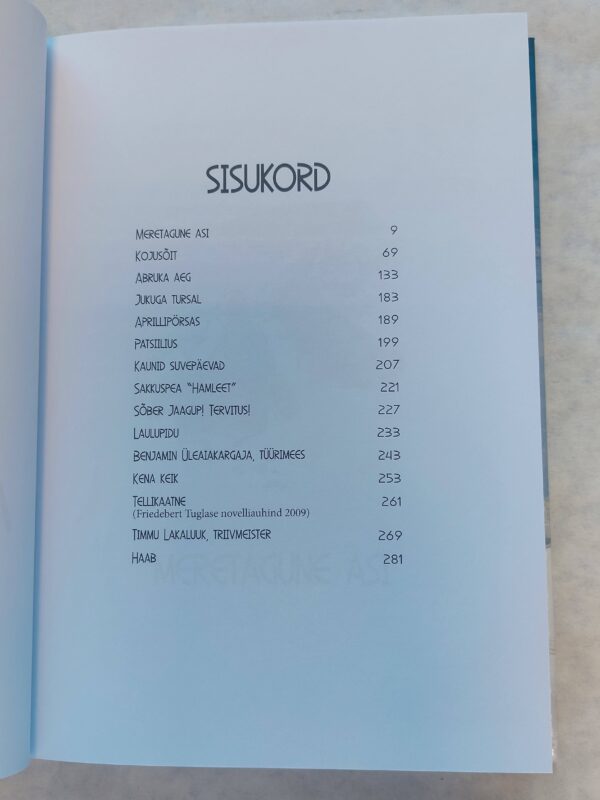 SISUKORD
MERETAGUNE ASI 9
KOJUSÕIT 69
ABRUKA AEG 133
JUKUGA TURSAL 183
APRILLIPÕRSAS 189
PATSIILIUS 199
KAUNID SUVEPÄEVAD 207
SAKKUSPEA "HAMLEET" 221
SÕBER JAAGUP! TERVITUS! 227
LAULUPIDU 233
BENJAMIN ÜLEAIAKARGAJA, TÜÜRIMEES 243
KENA KEIK 253
TELLIKAATNE 261
(Friedebert Tuglase novelliauhind 2009)
TIMMU LAKALUUK, TRIIVMEISTER 269
HAAB 281
MERETAGUNE ASI